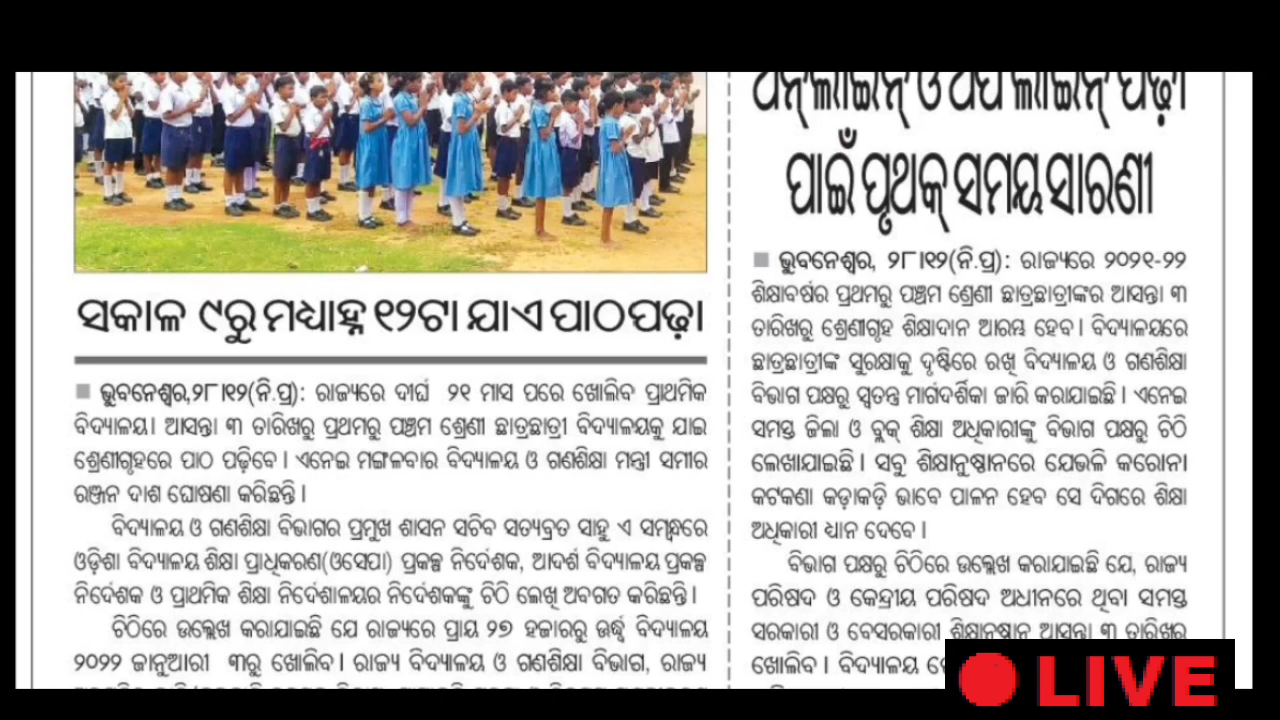 ସକାଳ ୯ରୁ ମଧ୍ୟାହ୍ନ ୧୨ଟା ଯାଏ ପାଠପଢ଼ା
■ ଭୁବନେଶ୍ୱର,୨୮।୧୨(ନି.ପ୍ର): ରାଜ୍ୟରେ ଦୀର୍ଘ ୨୧ ମାସ ପରେ ଖୋଲିବ ପ୍ରାଥମିକ
ବିଦ୍ୟାଳୟ। ଆସନ୍ତା ୩ ତାରିଖରୁ ପ୍ରଥମରୁ ପଞ୍ଚମ ଶ୍ରେଣୀ ଛାତ୍ରଛାତ୍ରୀ ବିଦ୍ୟାଳୟକୁ ଯାଇ
ଶ୍ରେଣୀଗୃହରେ ପାଠ ପଢ଼ିବେ। ଏନେଇ ମଙ୍ଗଳବାର ବିଦ୍ୟାଳୟ ଓ ଗଣଶିକ୍ଷା ମନ୍ତ୍ରୀ ସମୀର
ରଞ୍ଜନ ଦାଶ ଘୋଷଣା କରିଛନ୍ତି।
ବିଦ୍ୟାଳୟ ଓ ଗଣଶିକ୍ଷା ବିଭାଗର ପ୍ରମୁଖ ଶାସନ ସଚିବ ସତ୍ୟବ୍ରତ ସାହୁ ଏ ସମ୍ବନ୍ଧରେ
ଓଡ଼ିଶା ବିଦ୍ୟାଳୟ ଶିକ୍ଷା ପ୍ରାଧିକରଣ(ଓସେପା) ପ୍ରକଳ୍ପ ନିର୍ଦେଶକ, ଆଦର୍ଶ ବିଦ୍ୟାଳୟ ପ୍ରକଳ୍ପ
ନିର୍ଦେଶକ ଓ ପ୍ରାଥମିକ ଶିକ୍ଷା ନିର୍ଦେଶାଳୟର ନିର୍ଦେଶକଙ୍କୁ ଚିଠି ଲେଖି ଅବଗତ କରିଛନ୍ତି।
ଚିଠିରେ ଉଲ୍ଲେଖ କରାଯାଇଛି ଯେ ରାଜ୍ୟରେ ପ୍ରାୟ ୨୭ ହଜାରରୁ ଊର୍ଦ୍ଧ୍ୱ ବିଦ୍ୟାଳୟ
୨୦୨୨ ଜାନୁଆରୀ ୩ରୁ ଖୋଲିବ। ରାଜ୍ୟ ବିଦ୍ୟାଳୟ ଓ ଗଣଶିକ୍ଷା ବିଭାଗ, ରାଜ୍ୟ
ଅନ୍‌ଲାଇନ୍ ଓ ଅଫ୍ ଲାଇନ୍ ପଢ଼ା
ପାଇଁ ପୃଥକ୍ ସମୟ ସାରଣୀ
■ ଭୁବନେଶ୍ୱର, ୨୮।୧୨(ନି.ପ୍ର): ରାଜ୍ୟରେ ୨୦୨୧-୨୨
ଶିକ୍ଷାବର୍ଷର ପ୍ରଥମରୁ ପଞ୍ଚମ ଶ୍ରେଣୀ ଛାତ୍ରଛାତ୍ରୀଙ୍କର ଆସନ୍ତା ୩
ତାରିଖରୁ ଶ୍ରେଣୀଗୃହ ଶିକ୍ଷାଦାନ ଆରମ୍ଭ ହେବ। ବିଦ୍ୟାଳୟରେ
ଛାତ୍ରଛାତ୍ରୀଙ୍କ ସୁରକ୍ଷାକୁ ଦୃଷ୍ଟିରେ ରଖି ବିଦ୍ୟାଳୟ ଓ ଗଣଶିକ୍ଷା
ବିଭାଗ ପକ୍ଷରୁ ସ୍ୱତନ୍ତ୍ର ମାର୍ଗଦର୍ଶିକା ଜାରି କରାଯାଇଛି। ଏନେଇ
ସମସ୍ତ ଜିଲା ଓ ବ୍ଲକ୍ ଶିକ୍ଷା ଅଧିକାରୀଙ୍କୁ ବିଭାଗ ପକ୍ଷରୁ ଚିଠି
ଲେଖାଯାଇଛି। ସବୁ ଶିକ୍ଷାନୁଷ୍ଠାନରେ ଯେଭଳି କରୋନା
କଟକଣା କଡ଼ାକଡ଼ି ଭାବେ ପାଳନ ହେବ ସେ ଦିଗରେ ଶିକ୍ଷା
ଅଧିକାରୀ ଧ୍ୟାନ ଦେବେ।
ବିଭାଗ ପକ୍ଷରୁ ଚିଠିରେ ଉଲ୍ଲେଖ କରାଯାଇଛି ଯେ, ରାଜ୍ୟ
ପରିଷଦ ଓ କେନ୍ଦ୍ରୀୟ ପରିଷଦ ଅଧୀନରେ ଥିବା ସମସ୍ତ
ସରକାରୀ ଓ ବେସରକାରୀ ଶିକ୍ଷାନୁଷ୍ଠାନ ଆସନ୍ତା ୩ ତାରିଖରୁ
ଖୋଲିବ। ବିଦ୍ୟାଳୟ
LIVE